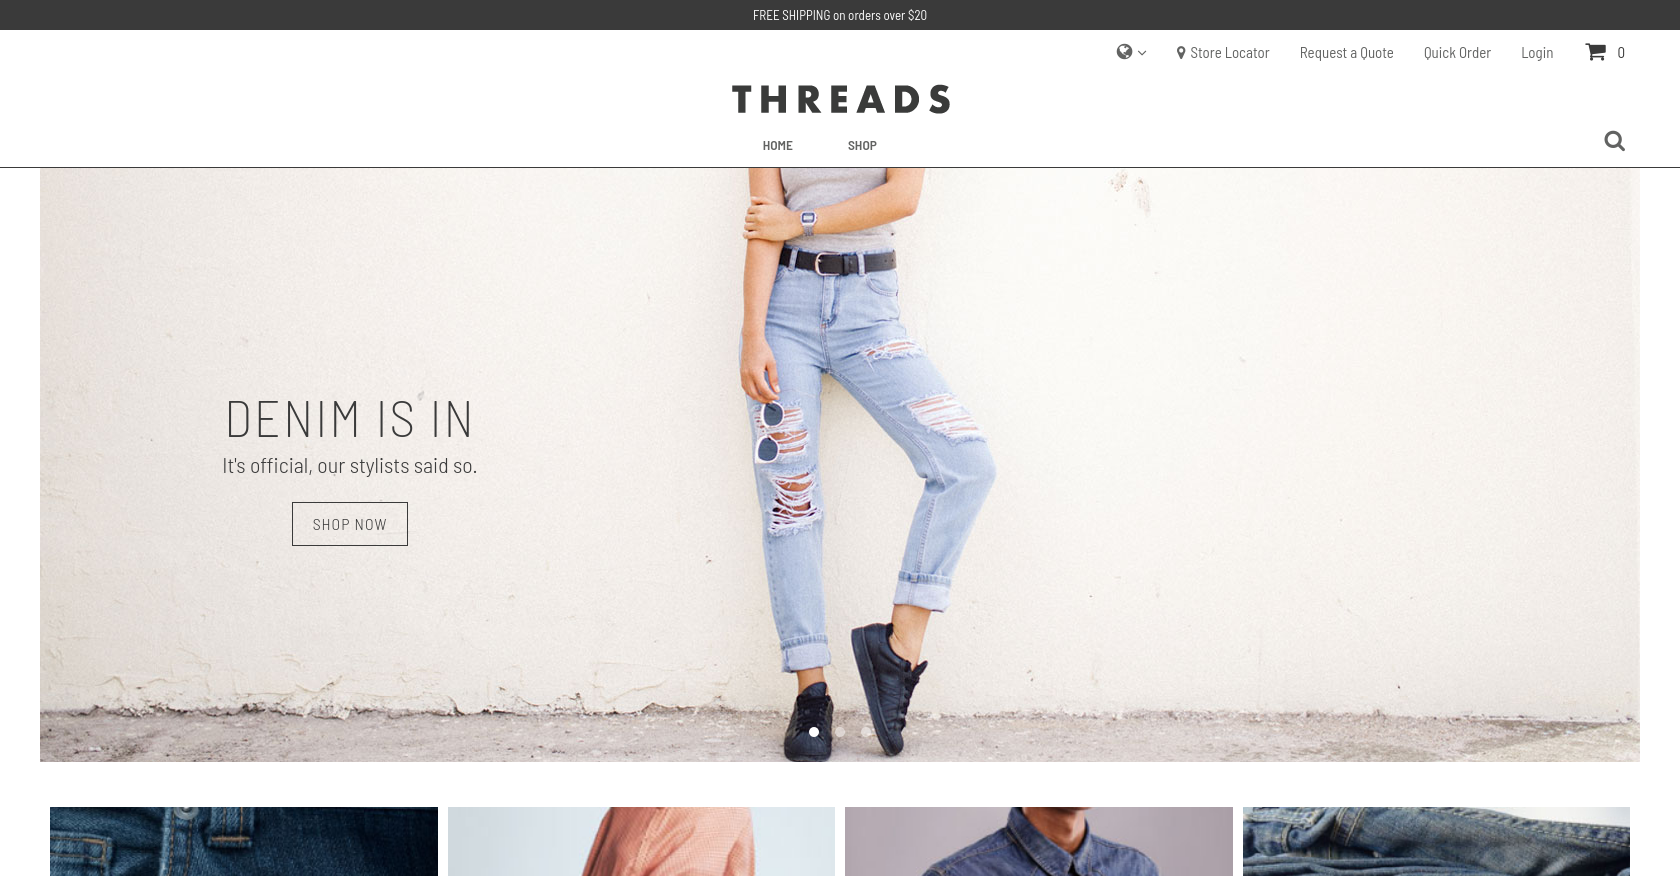 FREE SHIPPING on orders over $20
Store Locator
Request a Quote
Quick Order
Login
0
THREADS
HOME
SHOP
DENIM IS IN
It's official, our stylists said so.
SHOP NOW